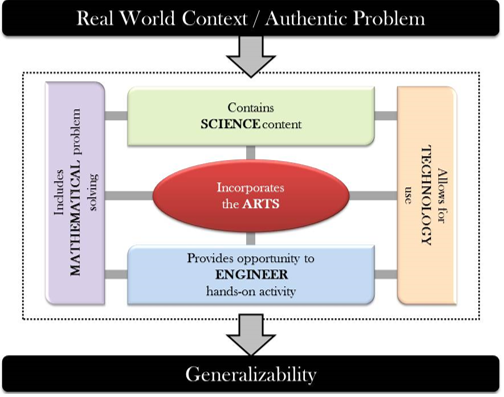 Real World Context / Authentic Problem
Includes
MATHEMATICAL problem
solving
Contains
SCIENCE content
Incorporates
the ARTS
Provides opportunity to
ENGINEER
hands-on activity
Allows for
TECHNOLOGY
use
Generalizability